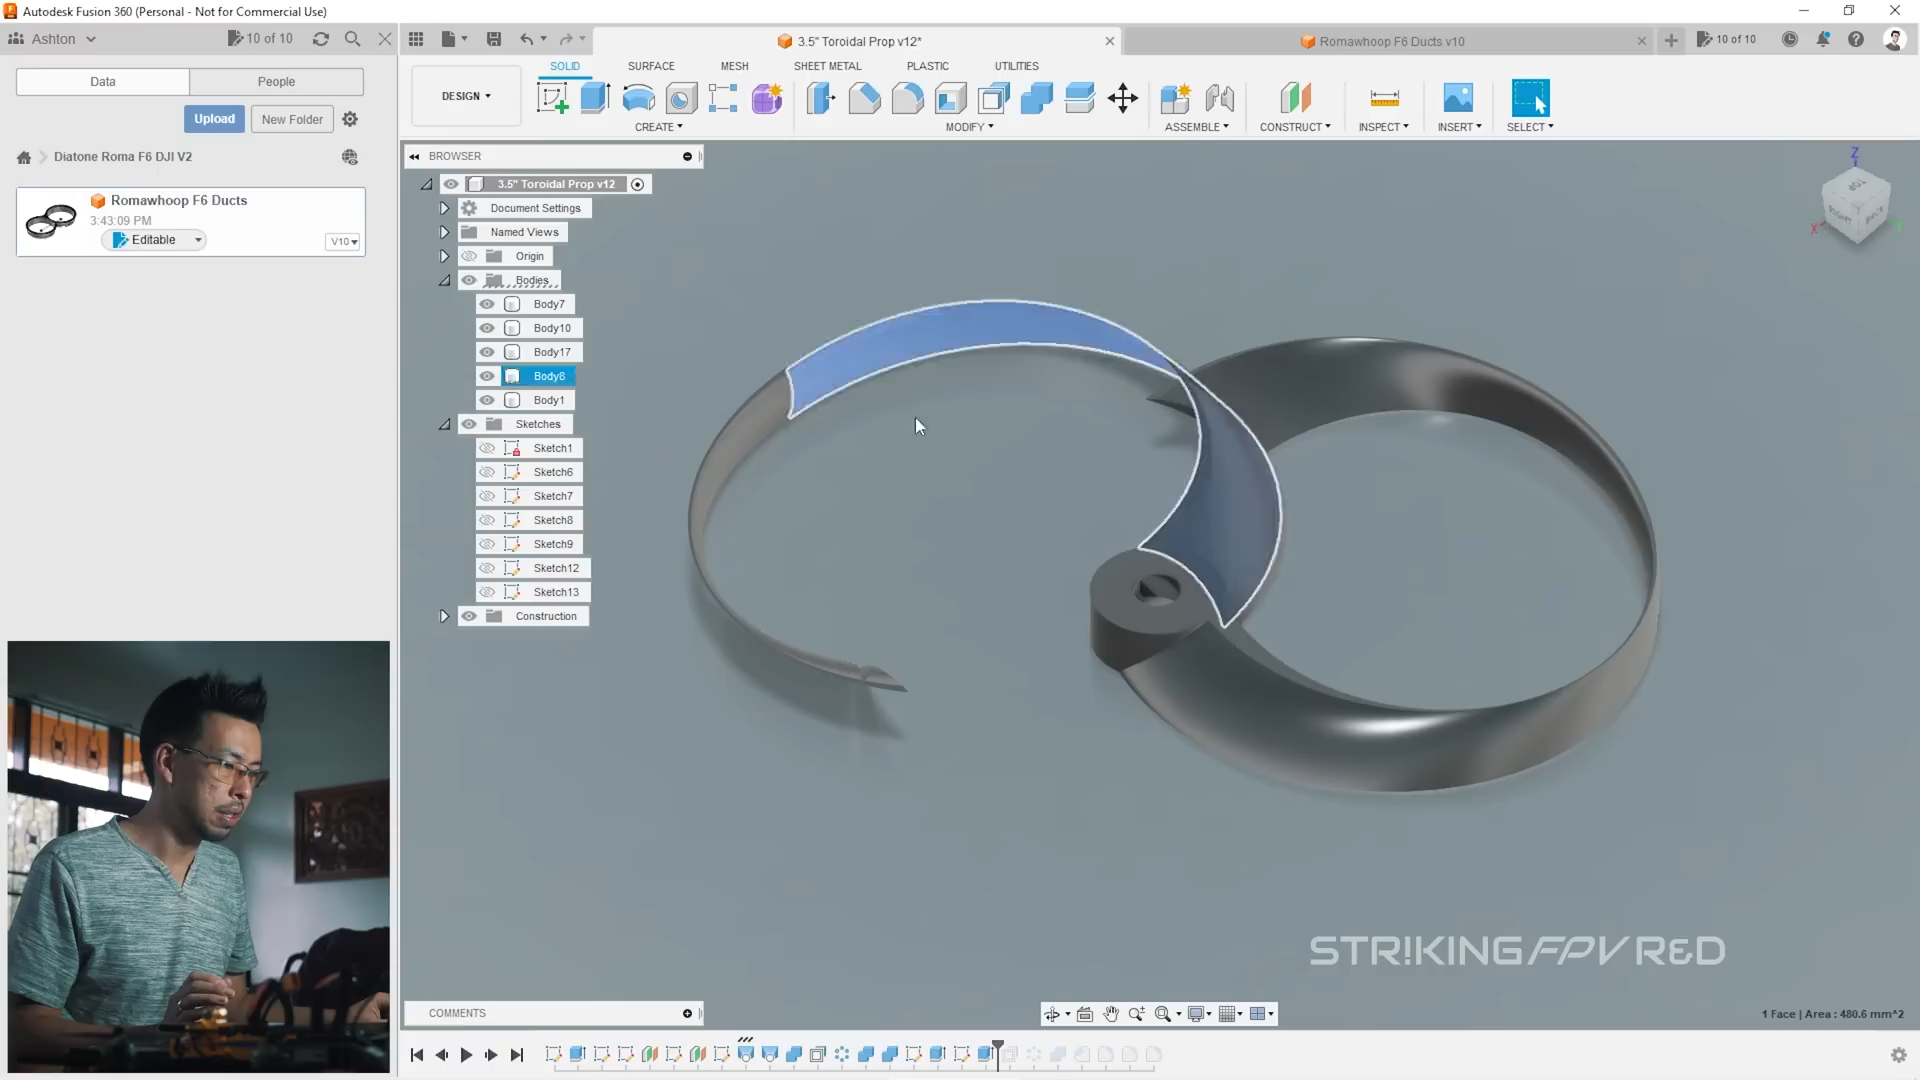 Autodesk Fusion 360 (Personal - Not for Commercial Use)
Ashton
10 of 10
3.5" Toroidal Prop v12*
Romawhoop F6 Ducts v10
10 of 10
Data
People
Upload
New Folder
Diatone Roma F6 DJI V2
Romawhoop F6 Ducts
3:43:09 PM
Editable
V10
DESIGN
SOLID
SURFACE
MESH
SHEET METAL
PLASTIC
UTILITIES
CREATE
MODIFY
ASSEMBLE
CONSTRUCT
INSPECT
INSERT
SELECT
BROWSER
3.5" Toroidal Prop v12
Document Settings
Named Views
Origin
Bodies
Body7
Body10
Body17
Body8
Body1
Sketches
Sketch1
Sketch6
Sketch7
Sketch8
Sketch9
Sketch12
Sketch13
Construction
Z
TOP
RIGHT
BACK
X
STR!KINGFPVR&D
COMMENTS
1 Face | Area : 480.6 mm^2